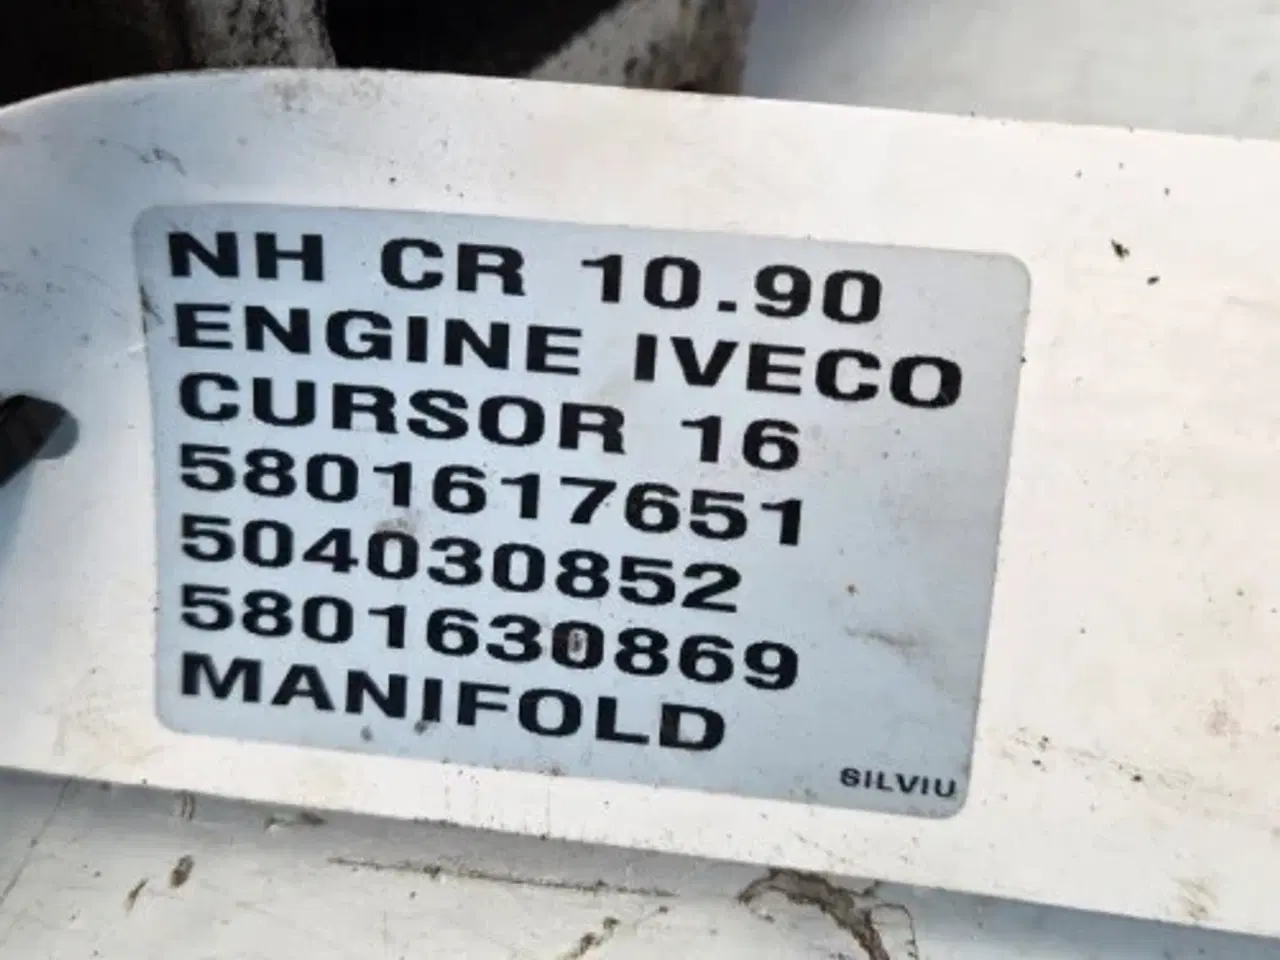 NH CR 10.90
ENGINE IVECO
CURSOR 16
5801617651
504030852
5801630869
MANIFOLD
SILVIU